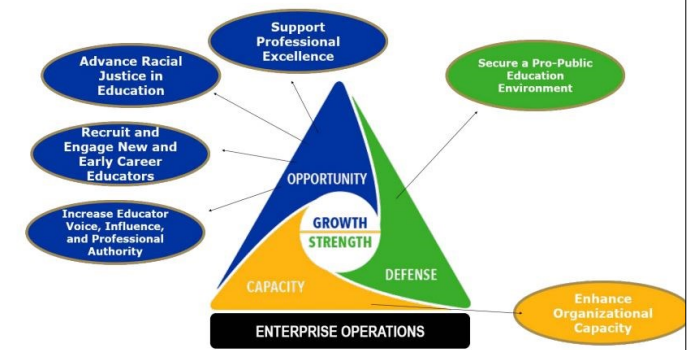 Support
Professional
Excellence
Advance Racial
Justice in
Education
Secure a Pro-Public
Education
Environment
Recruit and
Engage New and
Early Career
Educators
OPPORTUNITY
Increase Educator
Voice, Influence,
and Professional
Authority
GROWTH
STRENGTH
DEFENSE
CAPACITY
Enhance
Organizational
Capacity
ENTERPRISE OPERATIONS